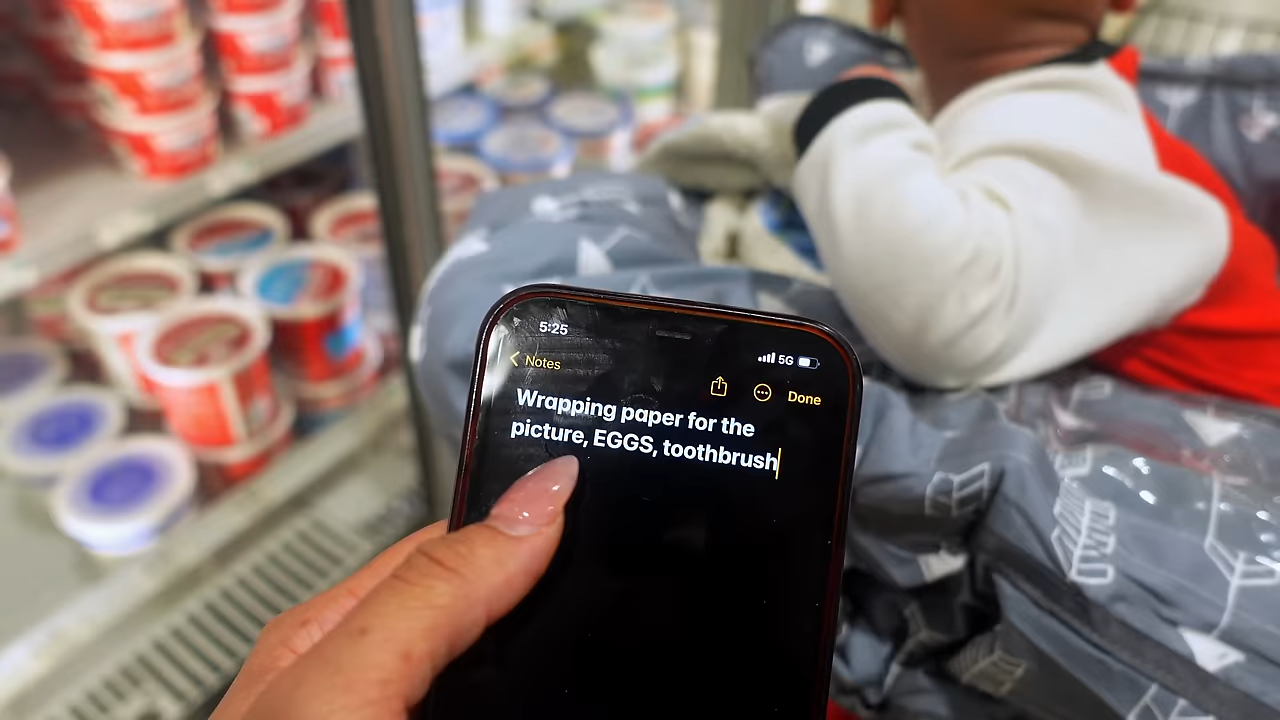 5:25
5G
Notes
Done
Wrapping paper for the
picture, EGGS, toothbrush